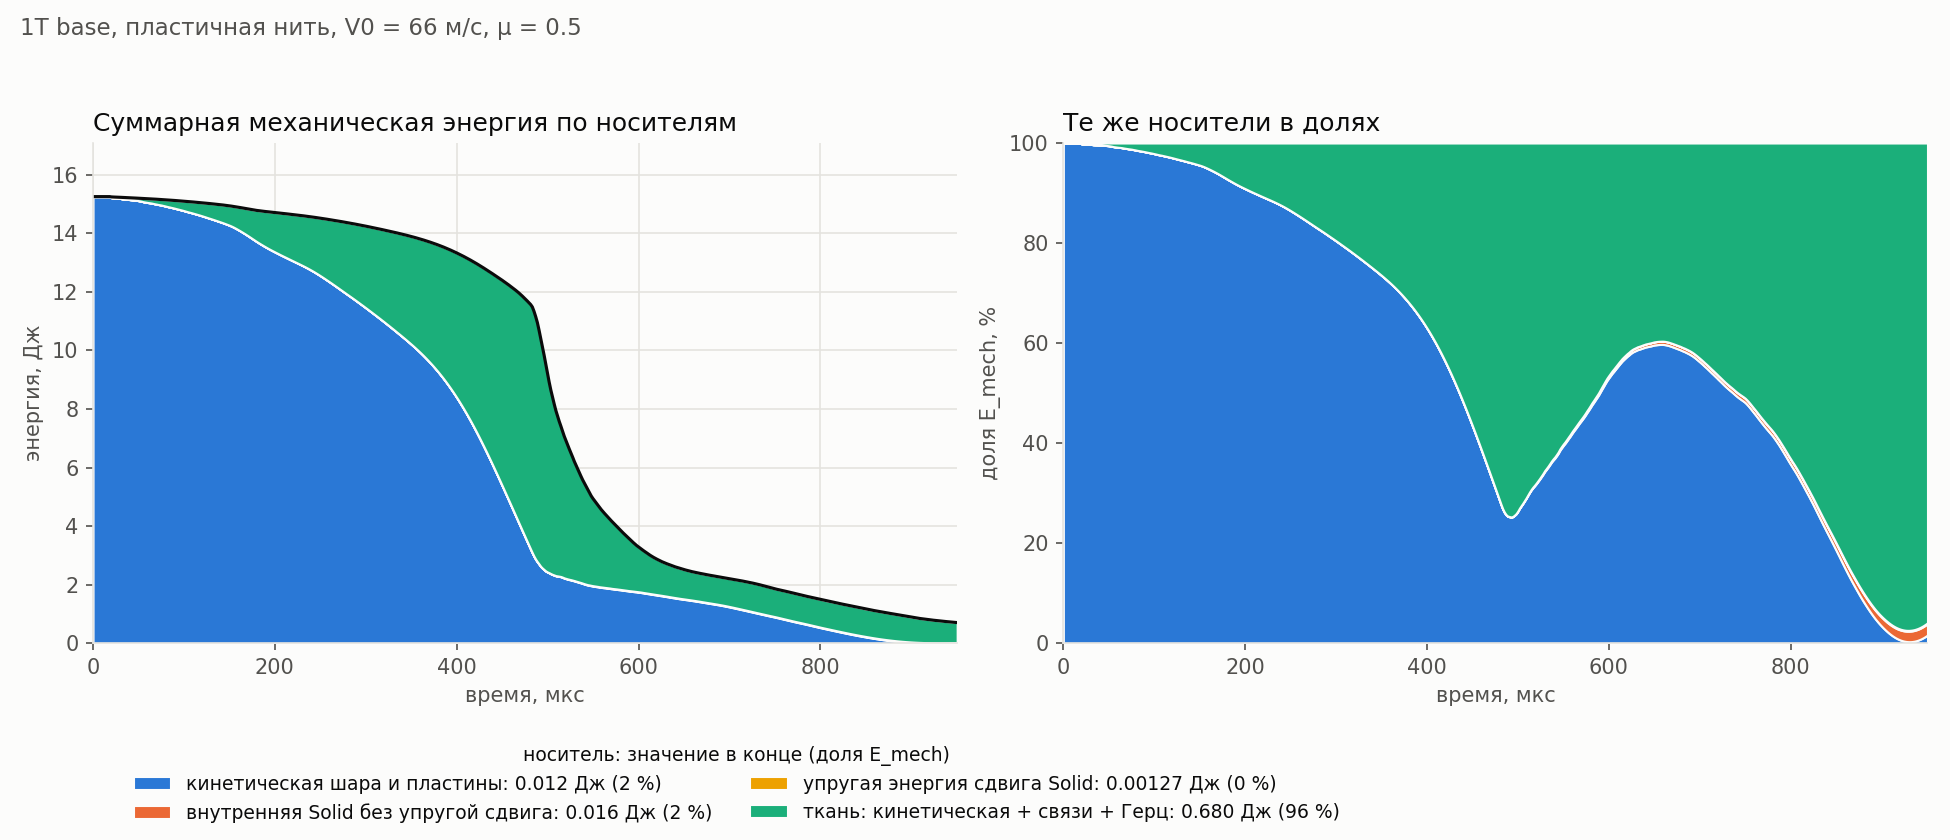 1T base, пластичная нить, V0 = 66 м/с, μ = 0.5
Суммарная механическая энергия по носителям
16
14
12
10
8
6
4
2
0
энергия, Дж
0 200 400 600 800
время, мкс
Те же носители в долях
100
80
60
40
20
0
доля E_mech, %
0 200 400 600 800
время, мкс
носитель: значение в конце (доля E_mech)
кинетическая шара и пластины: 0.012 Дж (2 %)
внутренняя Solid без упругой сдвига: 0.016 Дж (2 %)
упругая энергия сдвига Solid: 0.00127 Дж (0 %)
ткань: кинетическая + связи + Герц: 0.680 Дж (96 %)